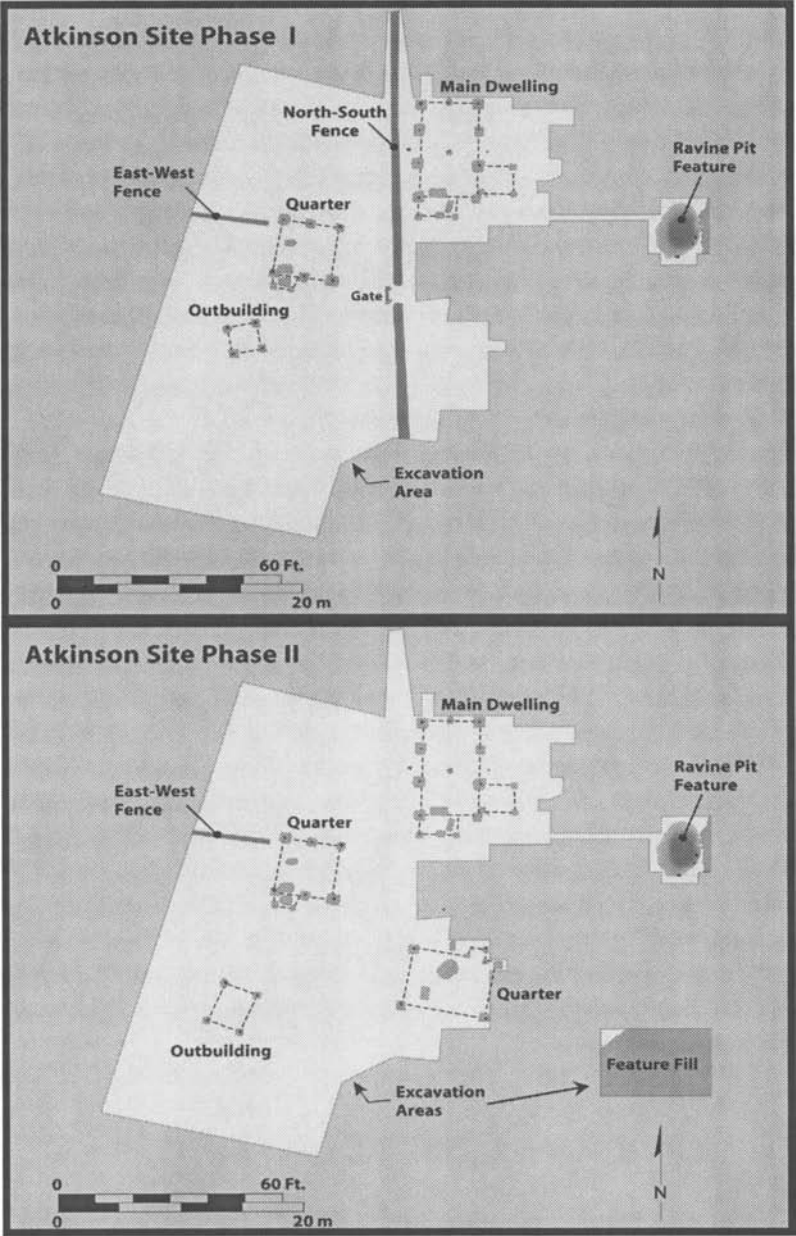 Atkinson Site Phase I
Main Dwelling
North-South
Fence
Ravine Pit
Feature
East-West
Fence
Quarter
Gate
Outbuilding
Excavation
Area
0
60 Ft.
0
20 m
N
Atkinson Site Phase II
Main Dwelling
Ravine Pit
Feature
East-West
Fence
Quarter
Quarter
Outbuilding
Feature Fill
Excavation
Areas
0
60 Ft.
0
20 m
N